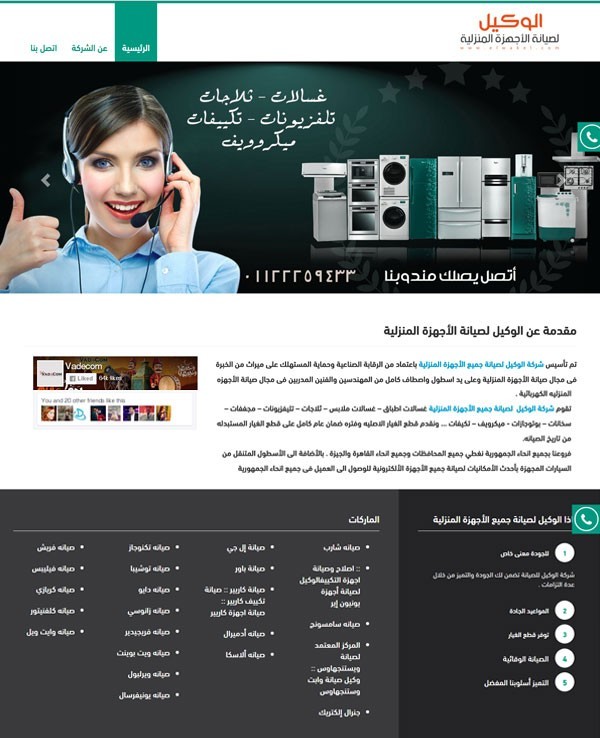 الوكيل
لصيانة الأجهزة المنزلية
الرئيسية
عن الشركة
اتصل بنا
غسالات - ثلاجات
تلفزيونات - تكييفات
ميكروويف
أتصل يصلك مندوبنا
٠١١٢٢٢٥٩٤٣٣
مقدمة عن الوكيل لصيانة الأجهزة المنزلية
تم تأسيس شركة الوكيل لصيانة جميع الأجهزة المنزلية باعتماد من الرقابة الصناعية وحماية المستهلك على ميراث من الخبرة
فى مجال صيانة الأجهزة المنزلية وعلى يد اسطول واصطاف كامل من المهندسين والفنين المدربين فى مجال صيانة الأجهزه
المنزليه الكهربائية .
تقوم شركة الوكيل لصيانة جميع الأجهزة المنزلية غسالات اطباق – غسالات ملابس – ثلاجات – تليفزيونات – مجففات –
سخانات – بوتوجازات - ميكرويف – تكيفات ... ونقدم قطع الغيار الاصليه وفتره ضمان عام كامل على قطع الغيار المستبدله
من تاريخ الصيانه.
فروعنا بجميع انحاء الجمهورية نغطي جميع المحافظات وجميع انحاء القاهرة والجيزة . بالأضافة الى الأسطول المتنقل من
السيارات المجهزة بأحدث الأمكانيات لصيانة جميع الأجهزة الألكترونية للوصول الى العميل فى جميع انحاء الجمهورية
Vadecom
Liked
64k likes
You and 20 other friends like this
اذا الوكيل لصيانة جميع الأجهزة المنزلية
1 للجودة معنى خاص
شركة الوكيل للصيانة تضمن لك الجودة والتميز من خلال
عدة التزامات .
2 المواعيد الجادة
3 توفر قطع الغيار
4 الصيانة الوقائية
5 التميز أسلوبنا المفضل
الماركات
صيانه شارب
:: اصلاح وصيانة
اجهزة التكييفالوكيل
لصيانة أجهزة
يونيون إير
صيانه سامسونج
المركز المعتمد
لصيانة
ويستنجهاوس ::
وكيل صيانة وايت
وستنجهاوس
جنرال إلكتريك
صيانة إل جي
صيانة باور
صيانة كاريير :: صيانة
تكييف كاريير ::
صيانة اجهزة كاريير
صيانه أدميرال
صيانه ألاسكا
صيانه تكنوجاز
صيانه توشيبا
صيانه دايو
صيانه زانوسي
صيانه فريجيدير
صيانه ويت بوينت
صيانه ويرلبول
صيانه يونيفرسال
صيانه فريش
صيانه فيليبس
صيانه كريازي
صيانه كلفنيتور
صيانه وايت ويل